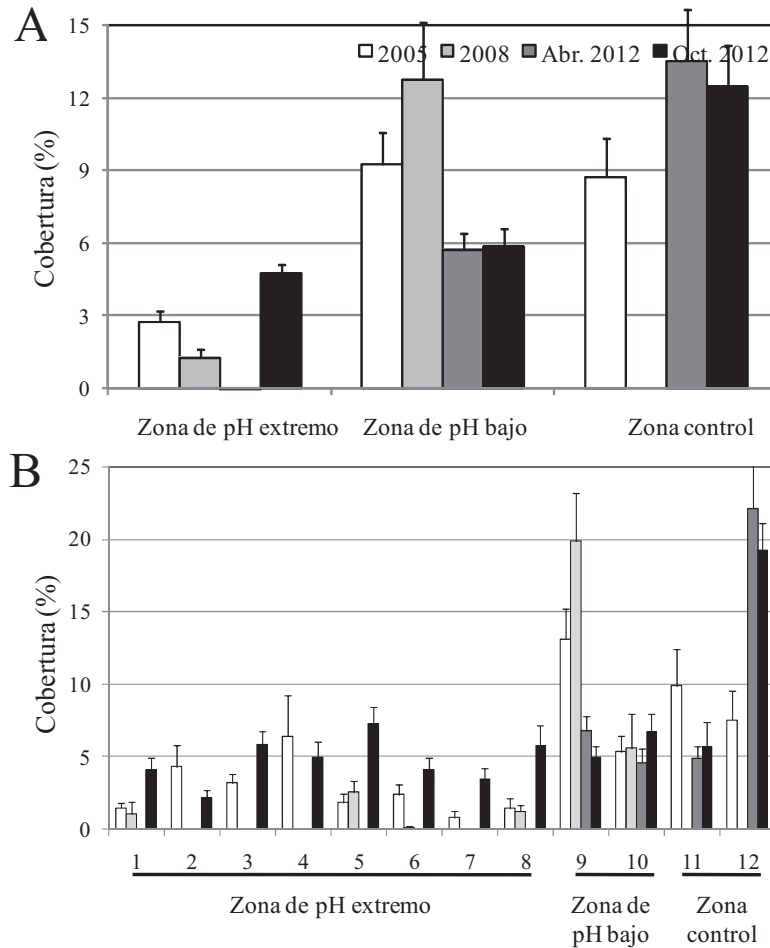 A
15
12
9
6
3
0
Cobertura (%)
2005 2008 Abr. 2012 Oct. 2012
Zona de pH extremo Zona de pH bajo Zona control
B
25
20
15
10
5
0
Cobertura (%)
1 2 3 4 5 6 7 8 9 10 11 12
Zona de pH extremo
Zona de
pH bajo
Zona
control